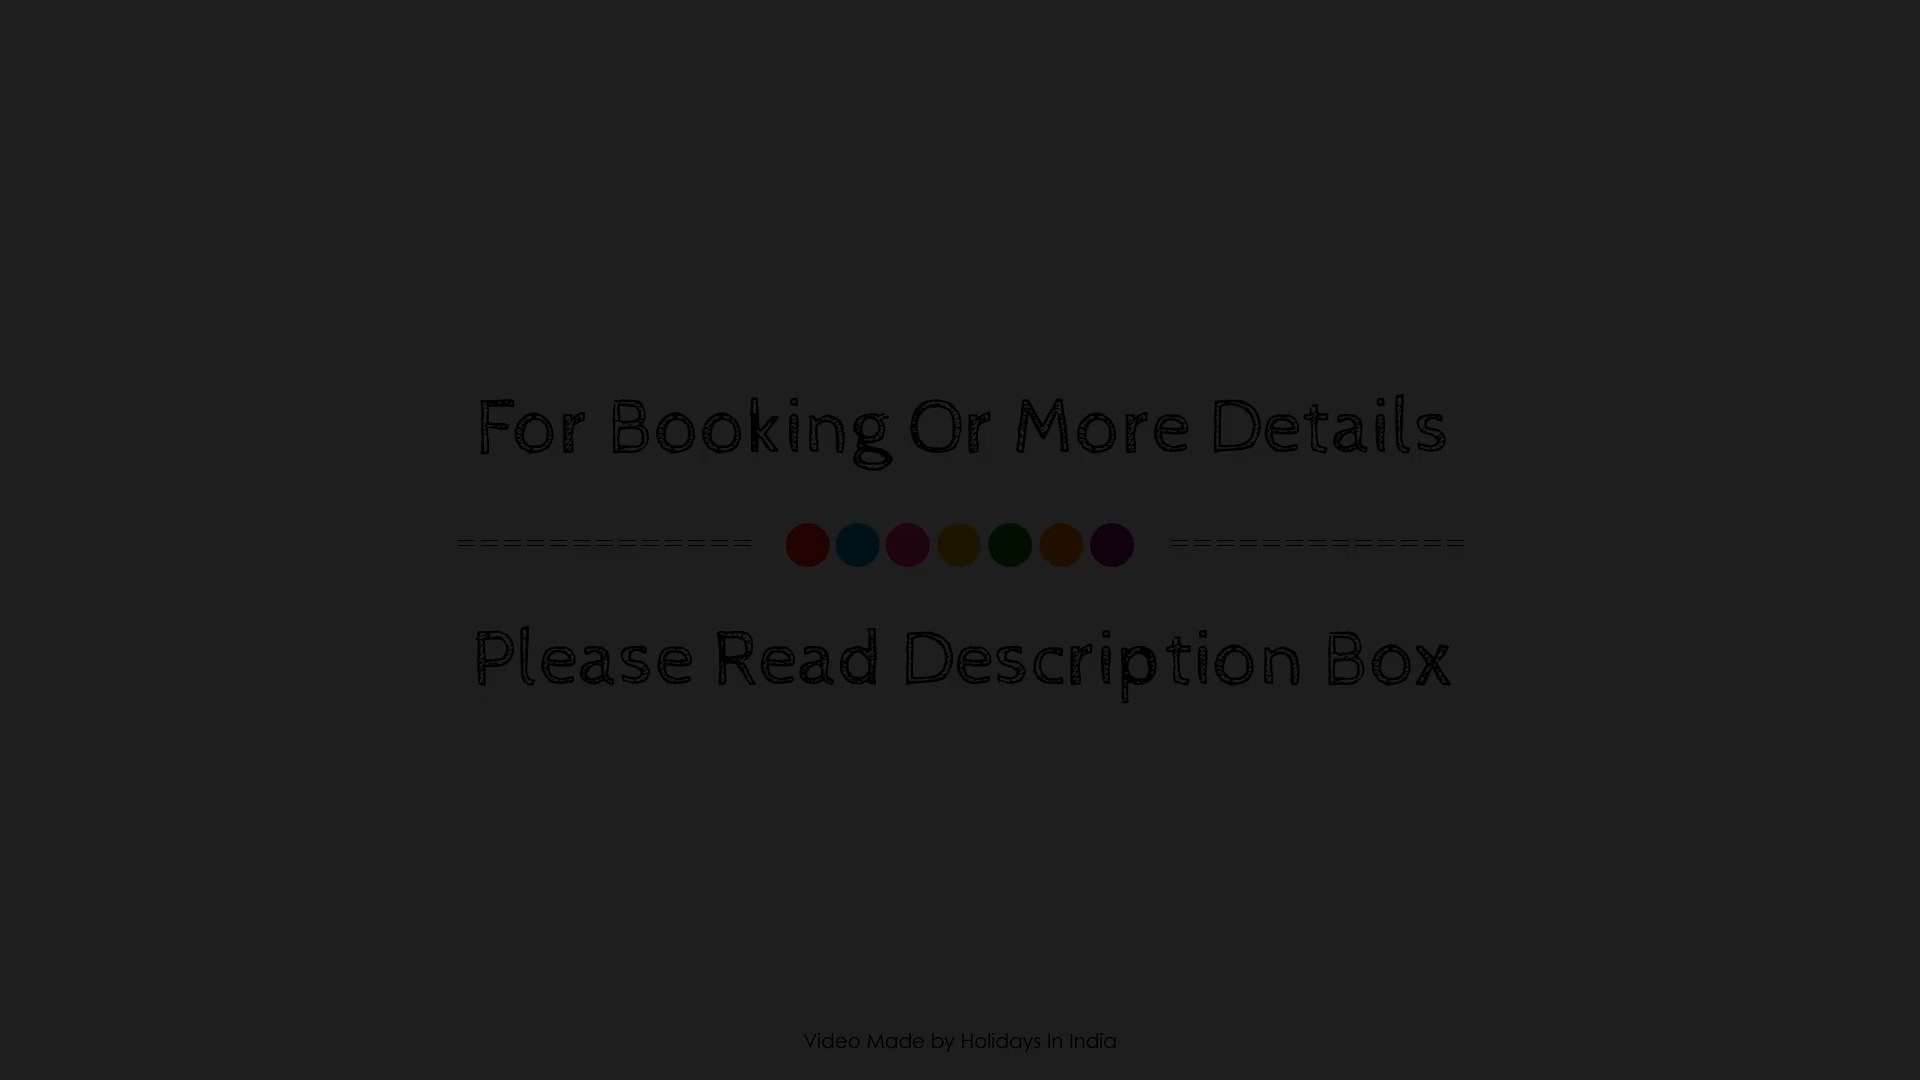 For Booking Or More Details
============= =============
Please Read Description Box
Video Made by Holidays In India